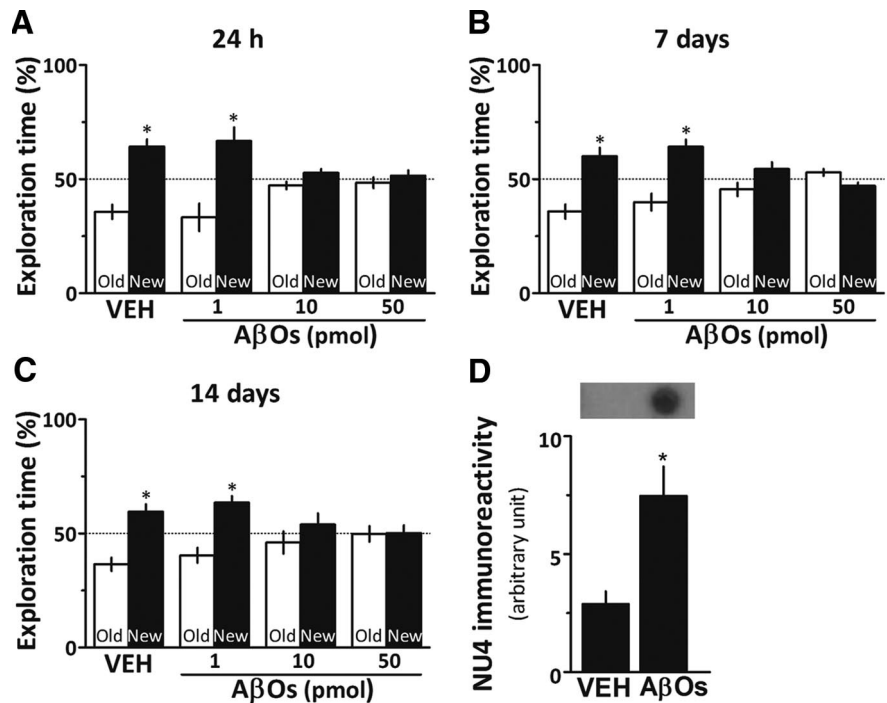 A
24 h
Exploration time (%)
100
50
0
*
*
Old New Old New Old New Old New
VEH 1 10 50
AβOs (pmol)
B
7 days
Exploration time (%)
100
50
0
*
*
Old New Old New Old New Old New
VEH 1 10 50
AβOs (pmol)
C
14 days
Exploration time (%)
100
50
0
*
*
Old New Old New Old New Old New
VEH 1 10 50
AβOs (pmol)
D
NU4 immunoreactivity
(arbitrary unit)
10
5
0
*
VEH AβOs